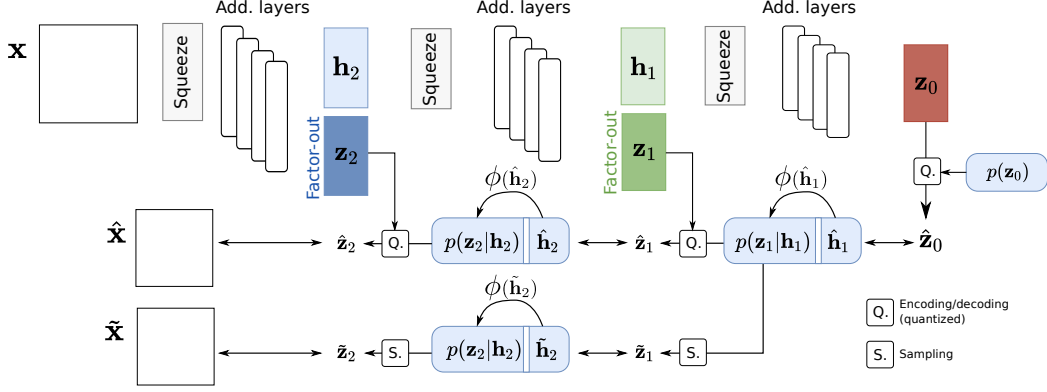 Add. layers
Add. layers
Add. layers
x
Squeeze
h₂
Squeeze
h₁
Squeeze
z₀
Factor-out
z₂
Factor-out
z₁
ϕ(ĥ₂)
ϕ(ĥ₁)
Q.
p(z₀)
x̂
ẑ₂
Q.
p(z₂|h₂)
ĥ₂
ẑ₁
Q.
p(z₁|h₁)
ĥ₁
ẑ₀
ϕ(h̃₂)
Q.
Encoding/decoding
(quantized)
x̃
z̃₂
S.
p(z₂|h₂)
h̃₂
z̃₁
S.
S.
Sampling